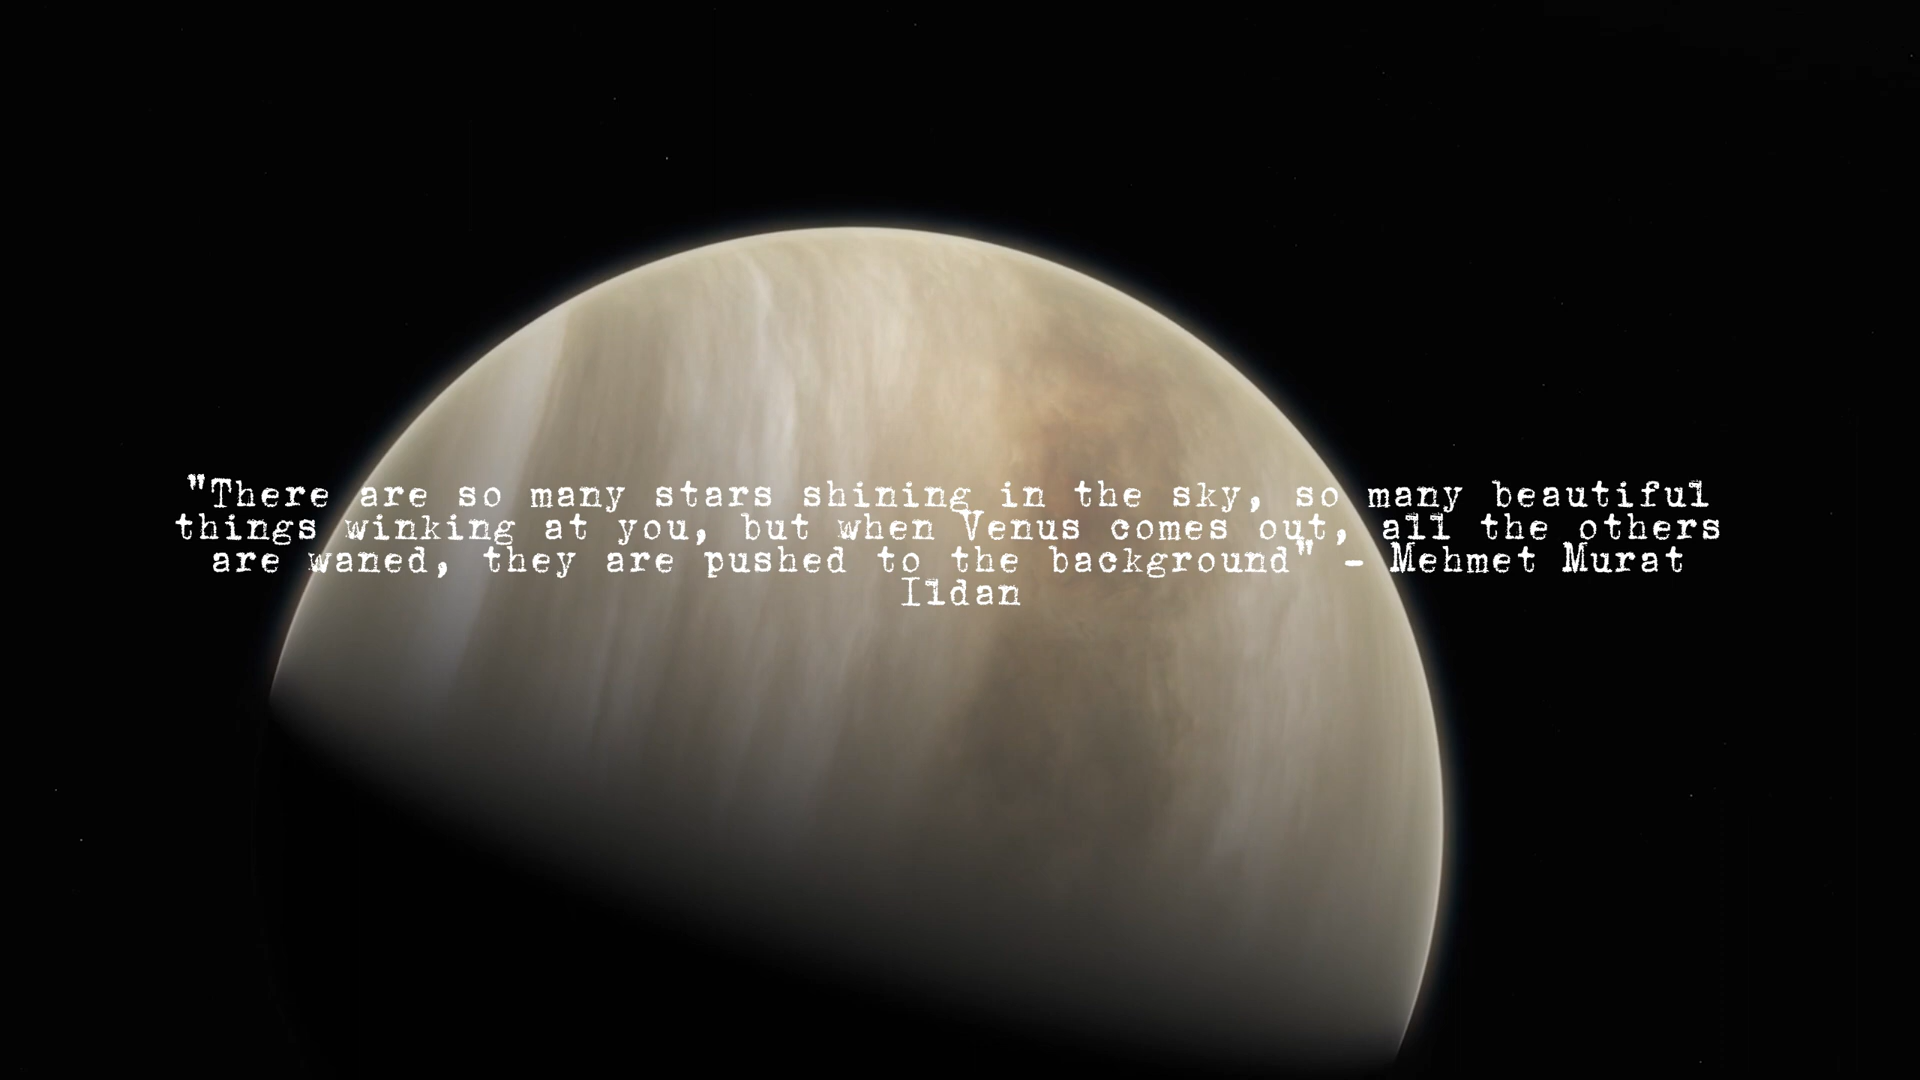 "There are so many stars shining in the sky, so many beautiful
things winking at you, but when Venus comes out, all the others
are waned, they are pushed to the background" – Mehmet Murat
Ildan